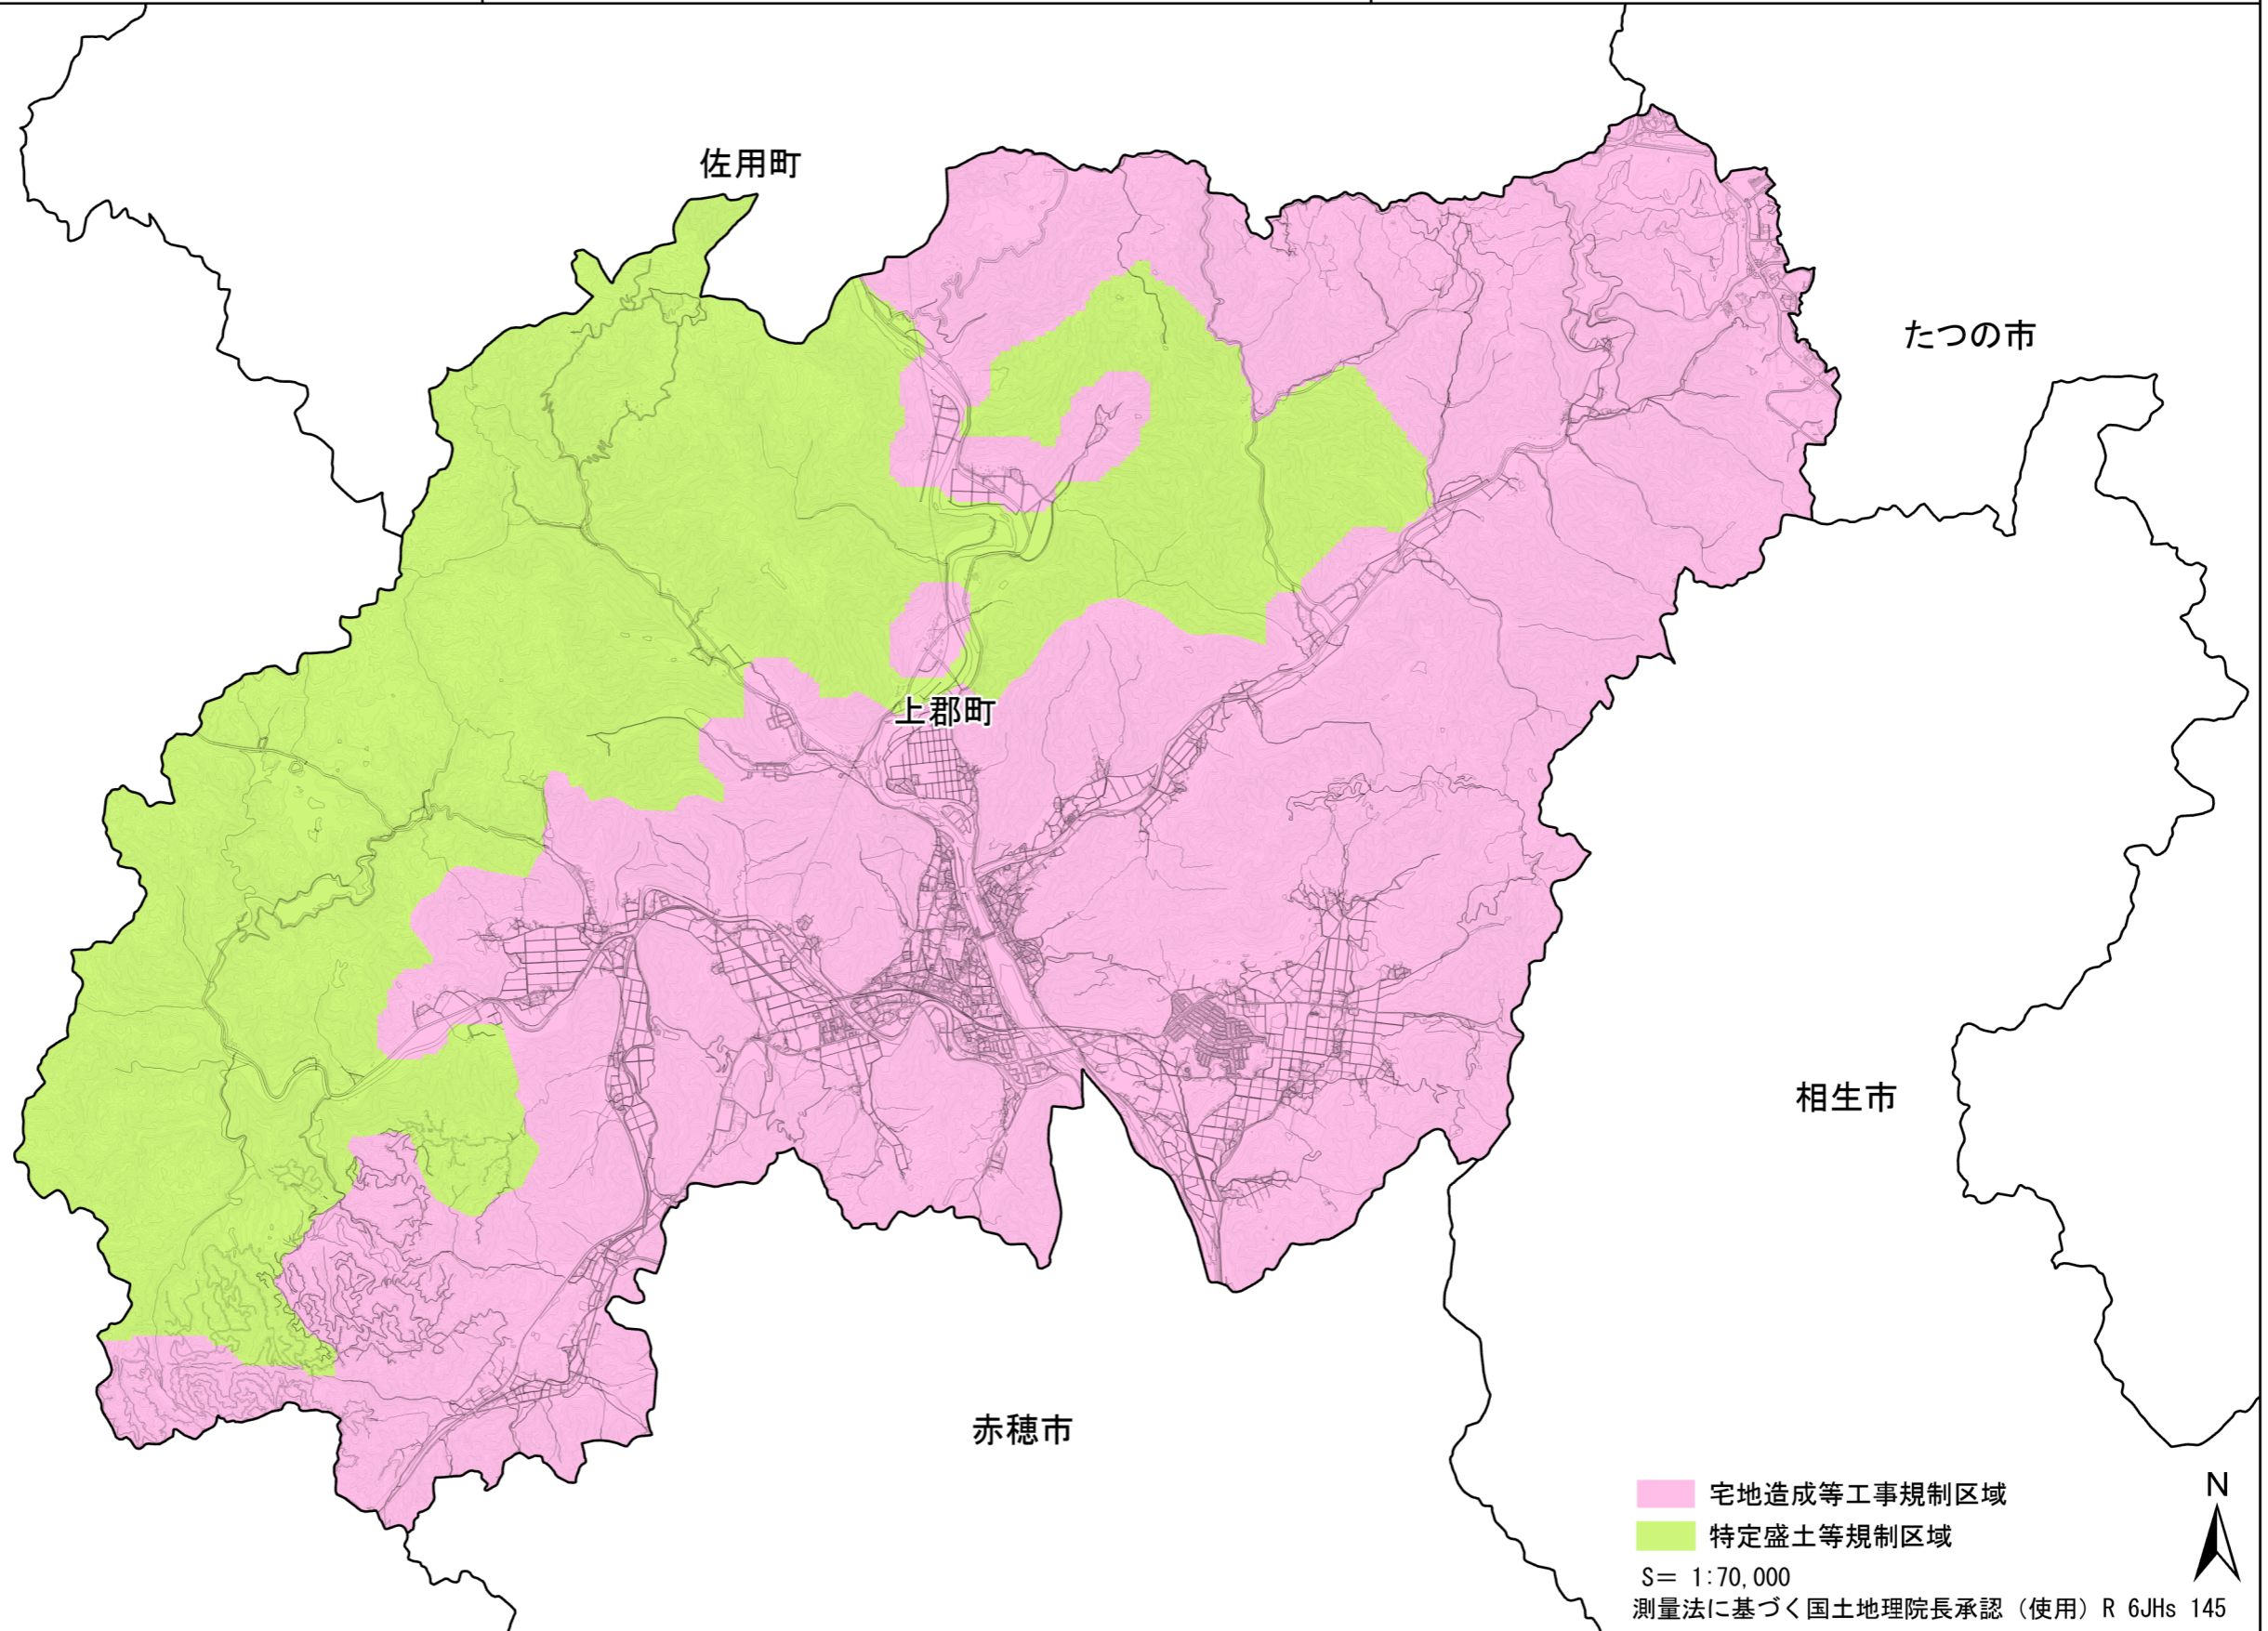 佐用町
たつの市
上郡町
相生市
赤穂市
N
宅地造成等工事規制区域
特定盛土等規制区域
S= 1:70,000
測量法に基づく国土地理院長承認（使用）R 6JHs 145